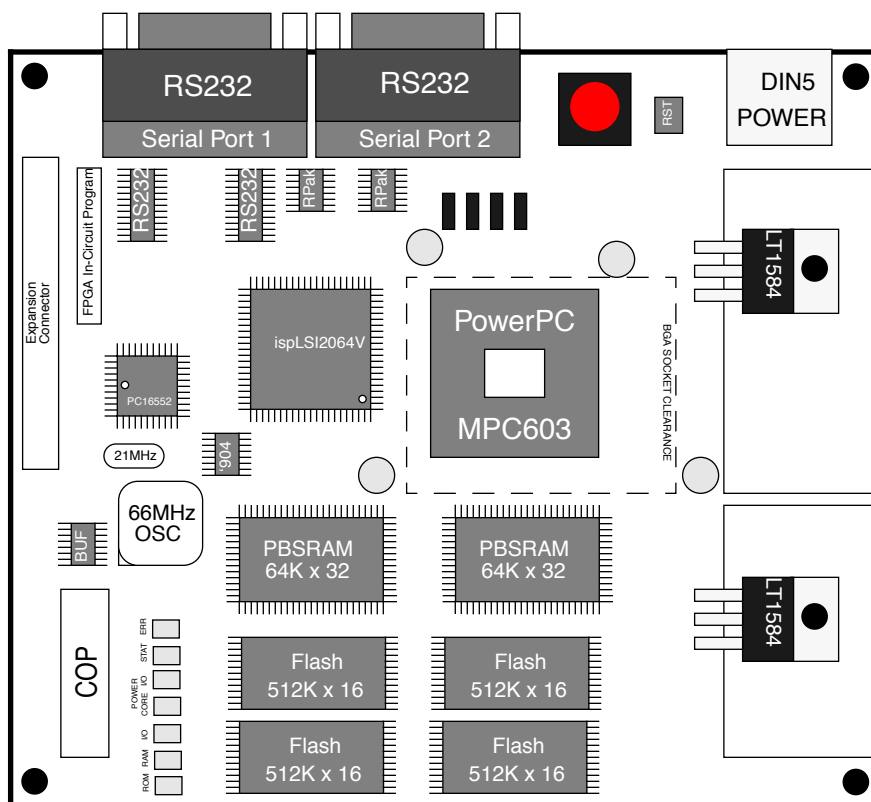 RS232
RS232
DIN5
POWER
Serial Port 1
Serial Port 2
RST
RS232
RS232
RPak
RPak
Expansion
Connector
FPGA In-Circuit Program
LT1584
ispLSI2064V
PowerPC
MPC603
BGA SOCKET CLEARANCE
PC16552
21MHz
'904
66MHz
OSC
BUF
PBSRAM
64K x 32
PBSRAM
64K x 32
LT1584
COP
ERR
STAT
I/O
POWER
CORE
I/O
RAM
ROM
Flash
512K x 16
Flash
512K x 16
Flash
512K x 16
Flash
512K x 16